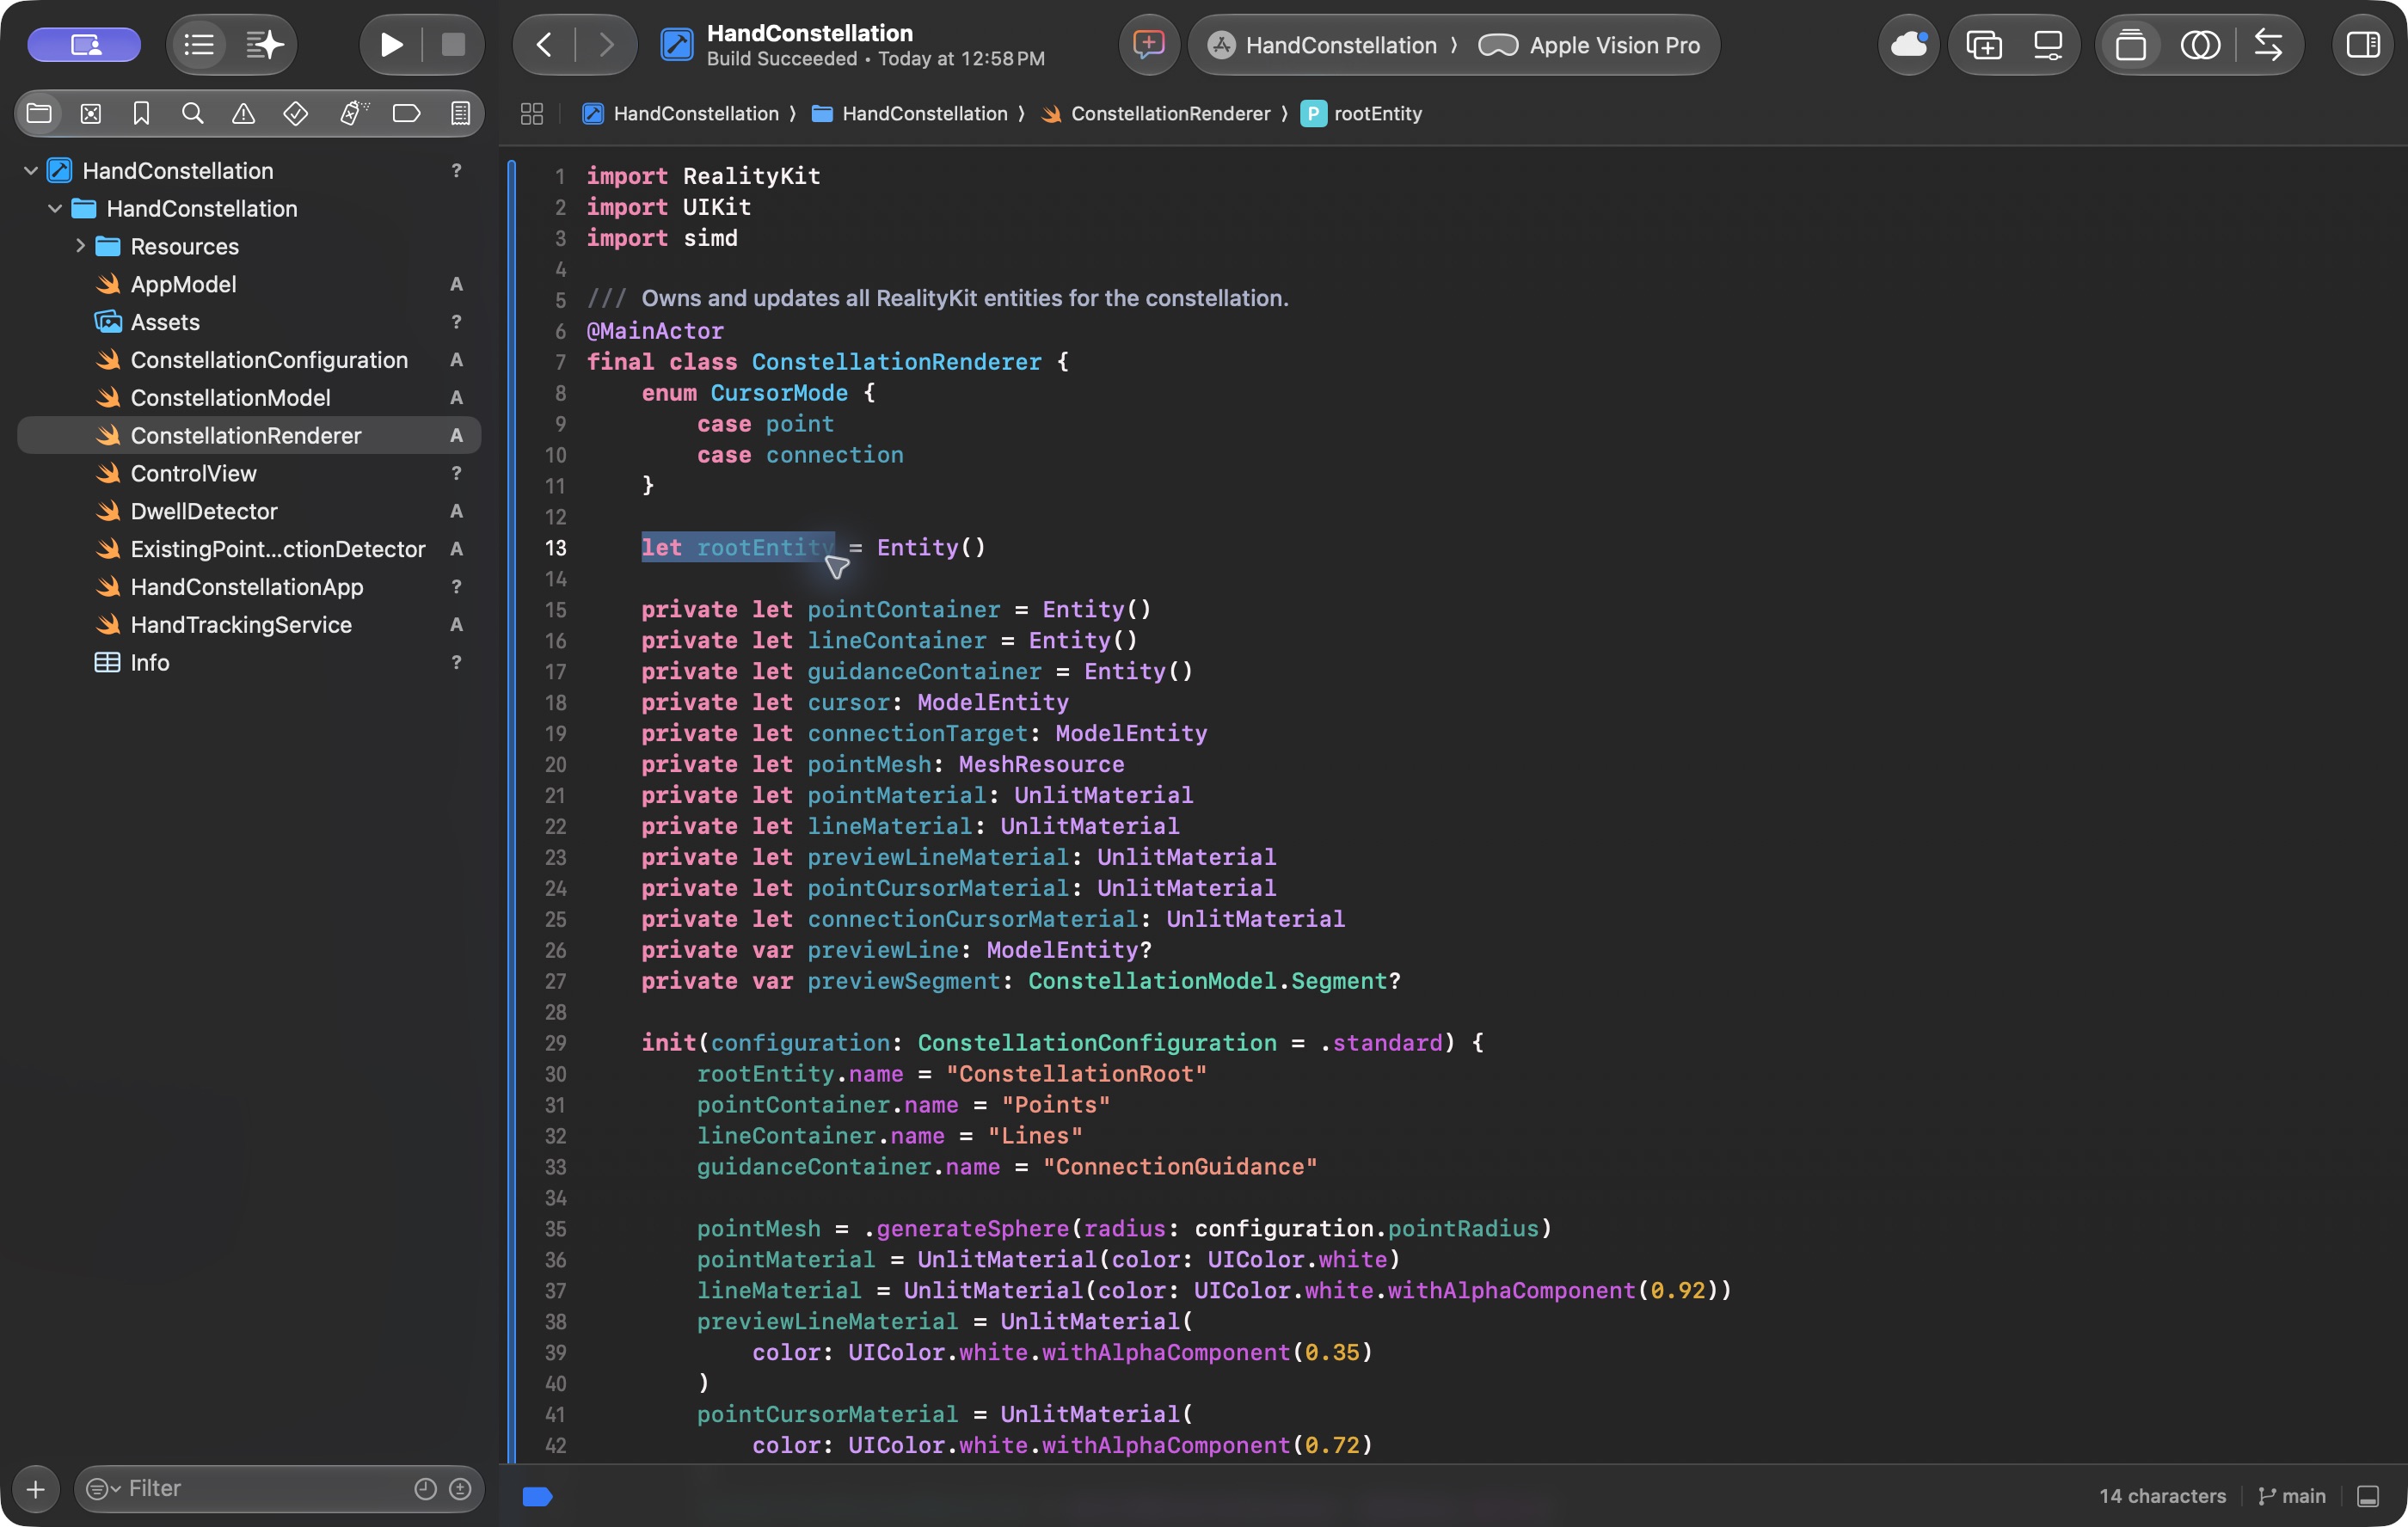 HandConstellation
Build Succeeded • Today at 12:58 PM
HandConstellation 〉 Apple Vision Pro
HandConstellation 〉 HandConstellation 〉 ConstellationRenderer 〉 P rootEntity
HandConstellation ?
HandConstellation
Resources
AppModel A
Assets ?
ConstellationConfiguration A
ConstellationModel A
ConstellationRenderer A
ControlView ?
DwellDetector A
ExistingPoint...ctionDetector A
HandConstellationApp ?
HandTrackingService A
Info ?
Filter
1 import RealityKit
2 import UIKit
3 import simd
4
5 /// Owns and updates all RealityKit entities for the constellation.
6 @MainActor
7 final class ConstellationRenderer {
8     enum CursorMode {
9         case point
10         case connection
11     }
12
13     let rootEntity = Entity()
14
15     private let pointContainer = Entity()
16     private let lineContainer = Entity()
17     private let guidanceContainer = Entity()
18     private let cursor: ModelEntity
19     private let connectionTarget: ModelEntity
20     private let pointMesh: MeshResource
21     private let pointMaterial: UnlitMaterial
22     private let lineMaterial: UnlitMaterial
23     private let previewLineMaterial: UnlitMaterial
24     private let pointCursorMaterial: UnlitMaterial
25     private let connectionCursorMaterial: UnlitMaterial
26     private var previewLine: ModelEntity?
27     private var previewSegment: ConstellationModel.Segment?
28
29     init(configuration: ConstellationConfiguration = .standard) {
30         rootEntity.name = "ConstellationRoot"
31         pointContainer.name = "Points"
32         lineContainer.name = "Lines"
33         guidanceContainer.name = "ConnectionGuidance"
34
35         pointMesh = .generateSphere(radius: configuration.pointRadius)
36         pointMaterial = UnlitMaterial(color: UIColor.white)
37         lineMaterial = UnlitMaterial(color: UIColor.white.withAlphaComponent(0.92))
38         previewLineMaterial = UnlitMaterial(
39             color: UIColor.white.withAlphaComponent(0.35)
40         )
41         pointCursorMaterial = UnlitMaterial(
42             color: UIColor.white.withAlphaComponent(0.72)
14 characters
main